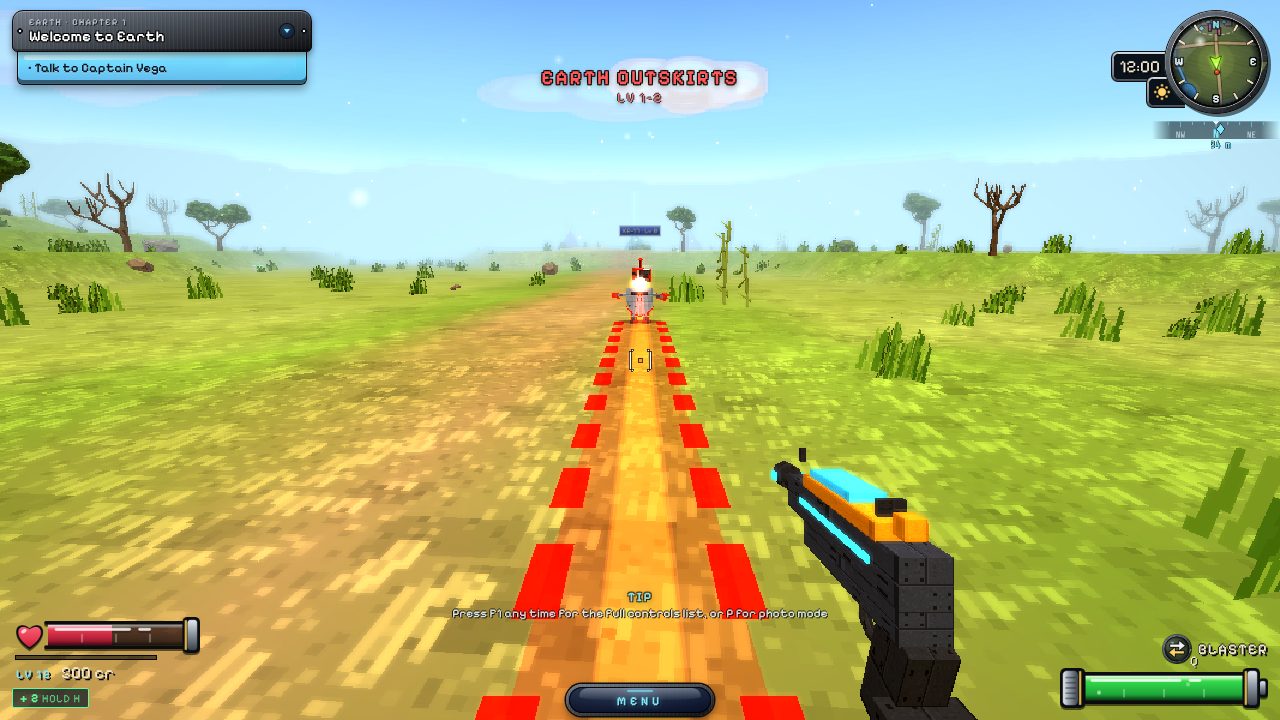 EARTH · CHAPTER 1
Welcome to Earth
· Talk to Captain Vega
EARTH OUTSKIRTS
LV 1-2
12:00
N
W
E
S
NW
N
NE
TIP
Press F1 any time for the full controls list, or P for photo mode
LV 18
300 cr
+ 2 HOLD H
MENU
Q
BLASTER